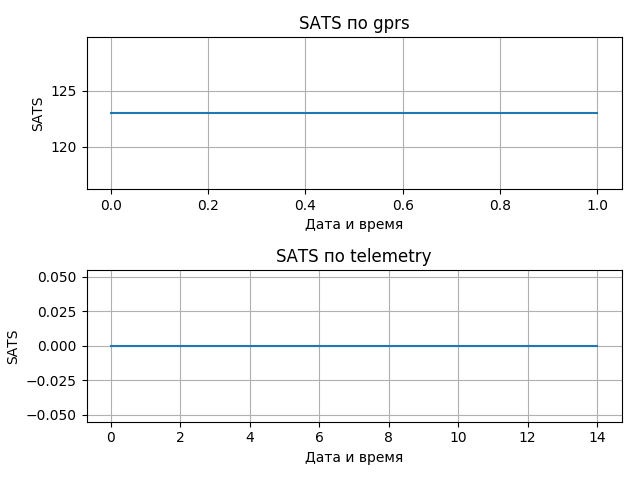 SATS по gprs
125
120
SATS
0.0 0.2 0.4 0.6 0.8 1.0
Дата и время
SATS по telemetry
0.050
0.025
0.000
−0.025
−0.050
SATS
0 2 4 6 8 10 12 14
Дата и время